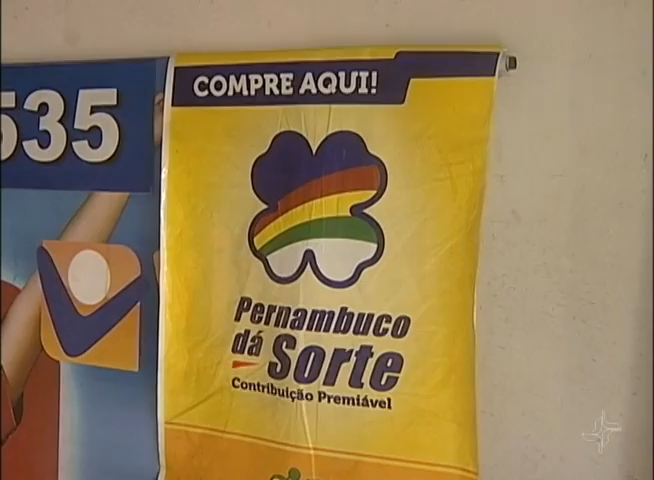 535
COMPRE AQUI!
Pernambuco
dá Sorte
Contribuição Premiável